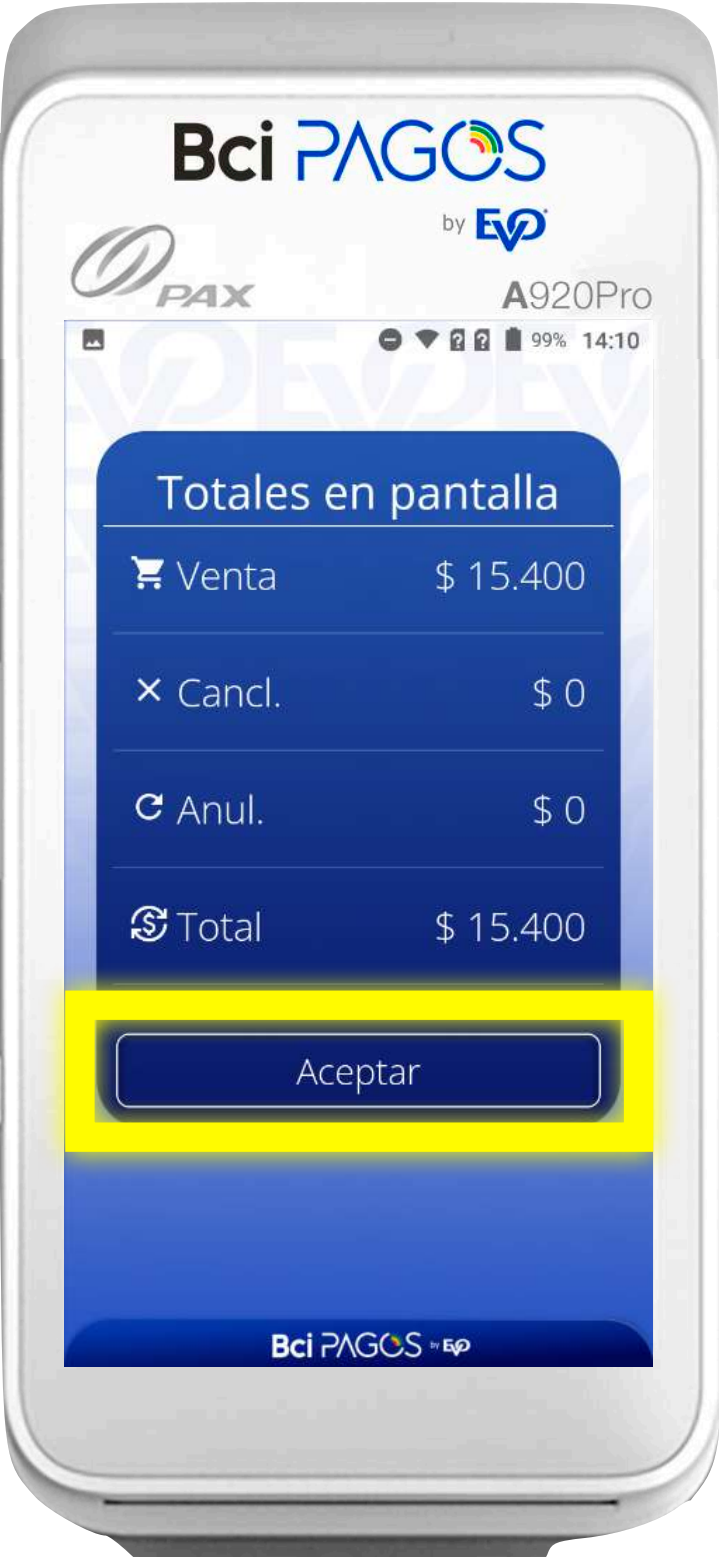 Bci PAGOS
by EVO
PAX
A920Pro
99% 14:10
Totales en pantalla
Venta $ 15.400
Cancl. $ 0
Anul. $ 0
Total $ 15.400
Aceptar
Bci PAGOS by EVO